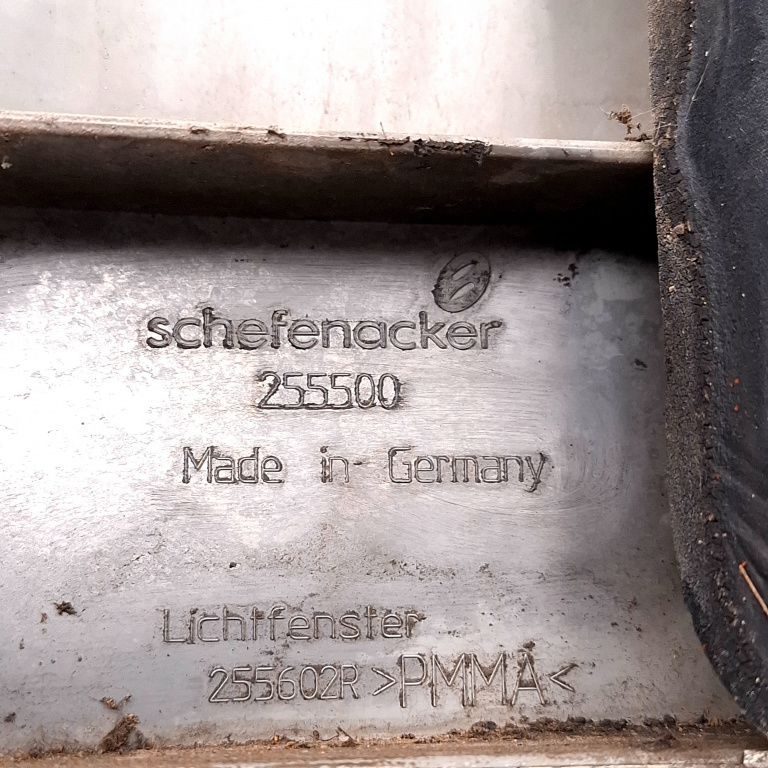 schefenacker
255500
Made in Germany
Lichtfenster
255602R >PMMA<